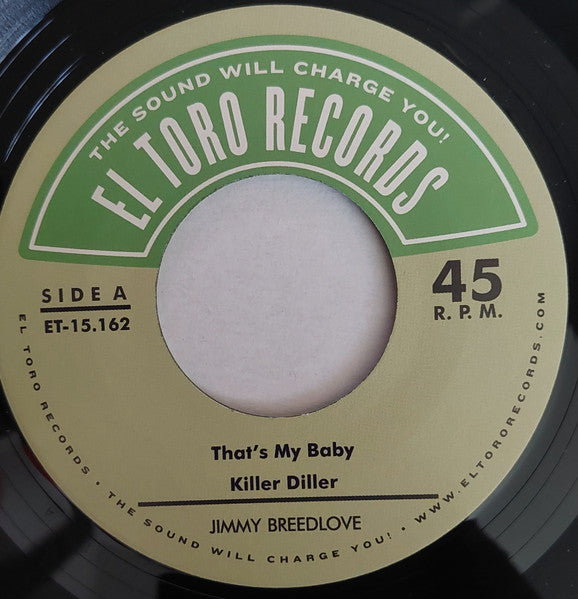 THE SOUND WILL CHARGE YOU!
EL TORO RECORDS
SIDE A
ET-15.162
45
R. P. M.
That's My Baby
Killer Diller
JIMMY BREEDLOVE
EL TORO RECORDS • THE SOUND WILL CHARGE YOU! • WWW.ELTORORECORDS.COM